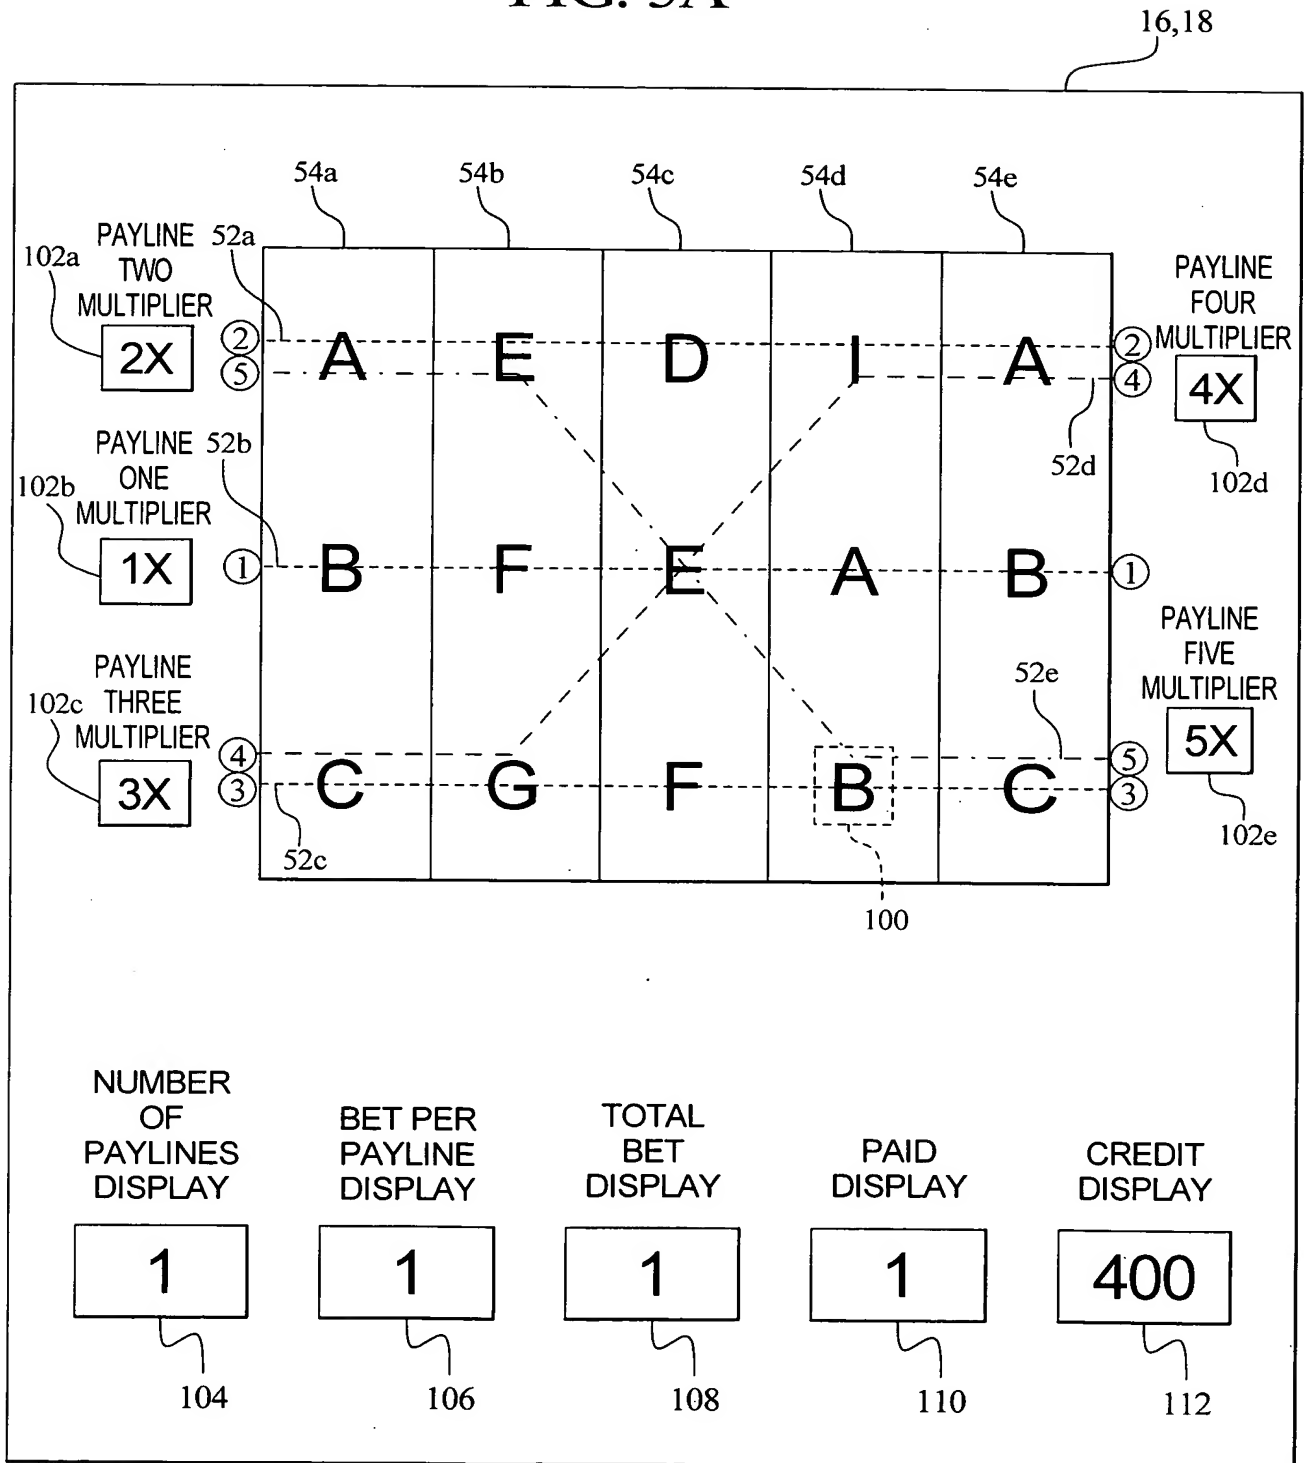 FIG. 5A
16,18
54a 54b 54c 54d 54e
PAYLINE
TWO
MULTIPLIER
102a
2X
52a
② A E D I A ②
⑤ ④
PAYLINE
FOUR
MULTIPLIER
4X
52d
102d
PAYLINE
ONE
MULTIPLIER
102b
1X
52b
① B F E A B ①
PAYLINE
FIVE
MULTIPLIER
5X
52e
102e
PAYLINE
THREE
MULTIPLIER
102c
3X
④ ⑤
③ C G F B C ③
52c
100
NUMBER
OF
PAYLINES
DISPLAY
1
104
BET PER
PAYLINE
DISPLAY
1
106
TOTAL
BET
DISPLAY
1
108
PAID
DISPLAY
1
110
CREDIT
DISPLAY
400
112